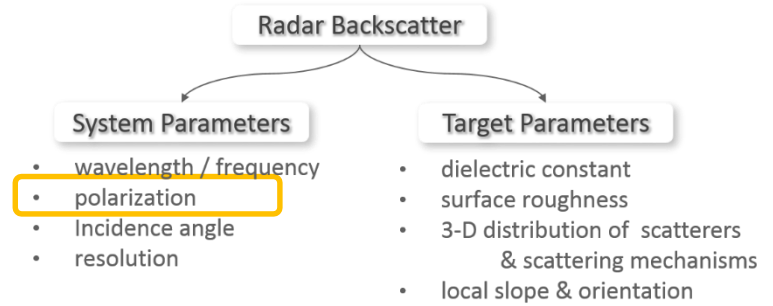 Radar Backscatter
System Parameters
• wavelength / frequency
• polarization
• Incidence angle
• resolution
Target Parameters
• dielectric constant
• surface roughness
• 3-D distribution of scatterers
& scattering mechanisms
• local slope & orientation